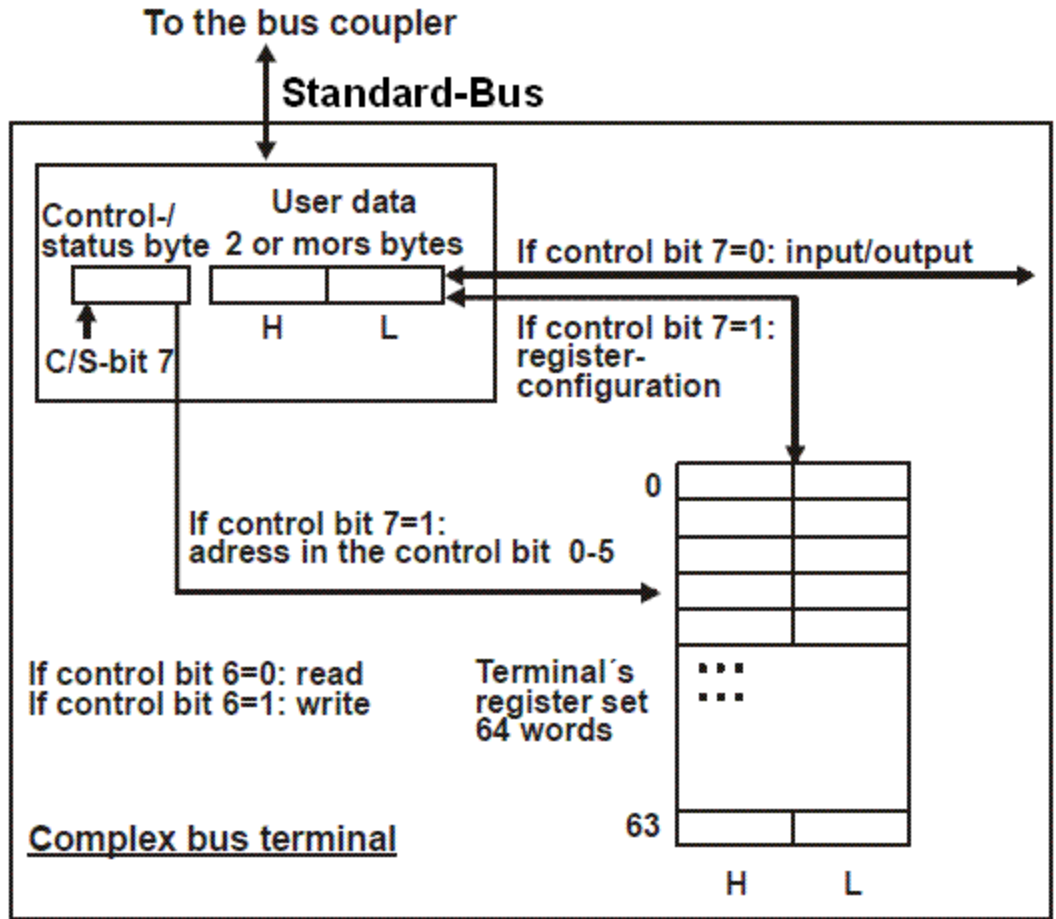 To the bus coupler
Standard-Bus
Control-/
status byte
User data
2 or mors bytes
H
L
C/S-bit 7
If control bit 7=0: input/output
If control bit 7=1:
register-
configuration
If control bit 7=1:
adress in the control bit 0-5
0
If control bit 6=0: read
If control bit 6=1: write
Terminal´s
register set
64 words
63
H
L
Complex bus terminal